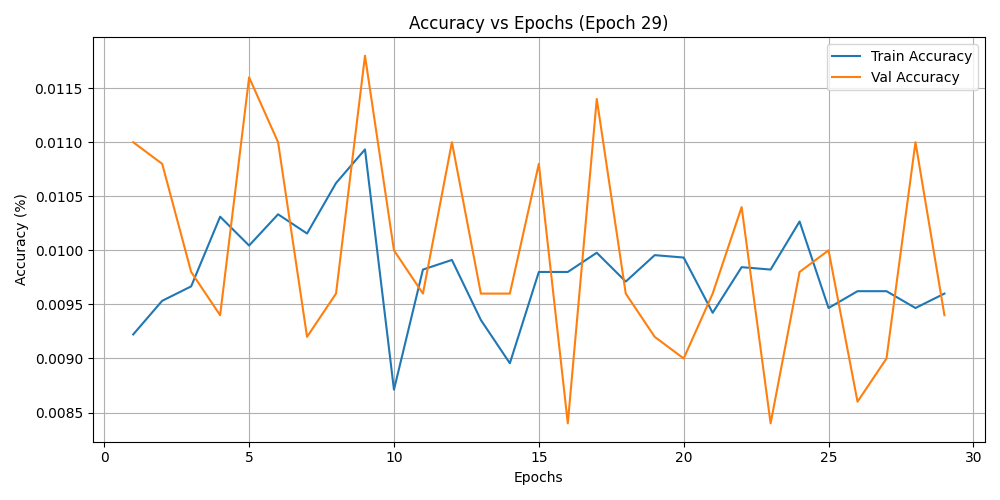 Accuracy vs Epochs (Epoch 29)
Train Accuracy
Val Accuracy
Accuracy (%)
0.0115
0.0110
0.0105
0.0100
0.0095
0.0090
0.0085
0 5 10 15 20 25 30
Epochs